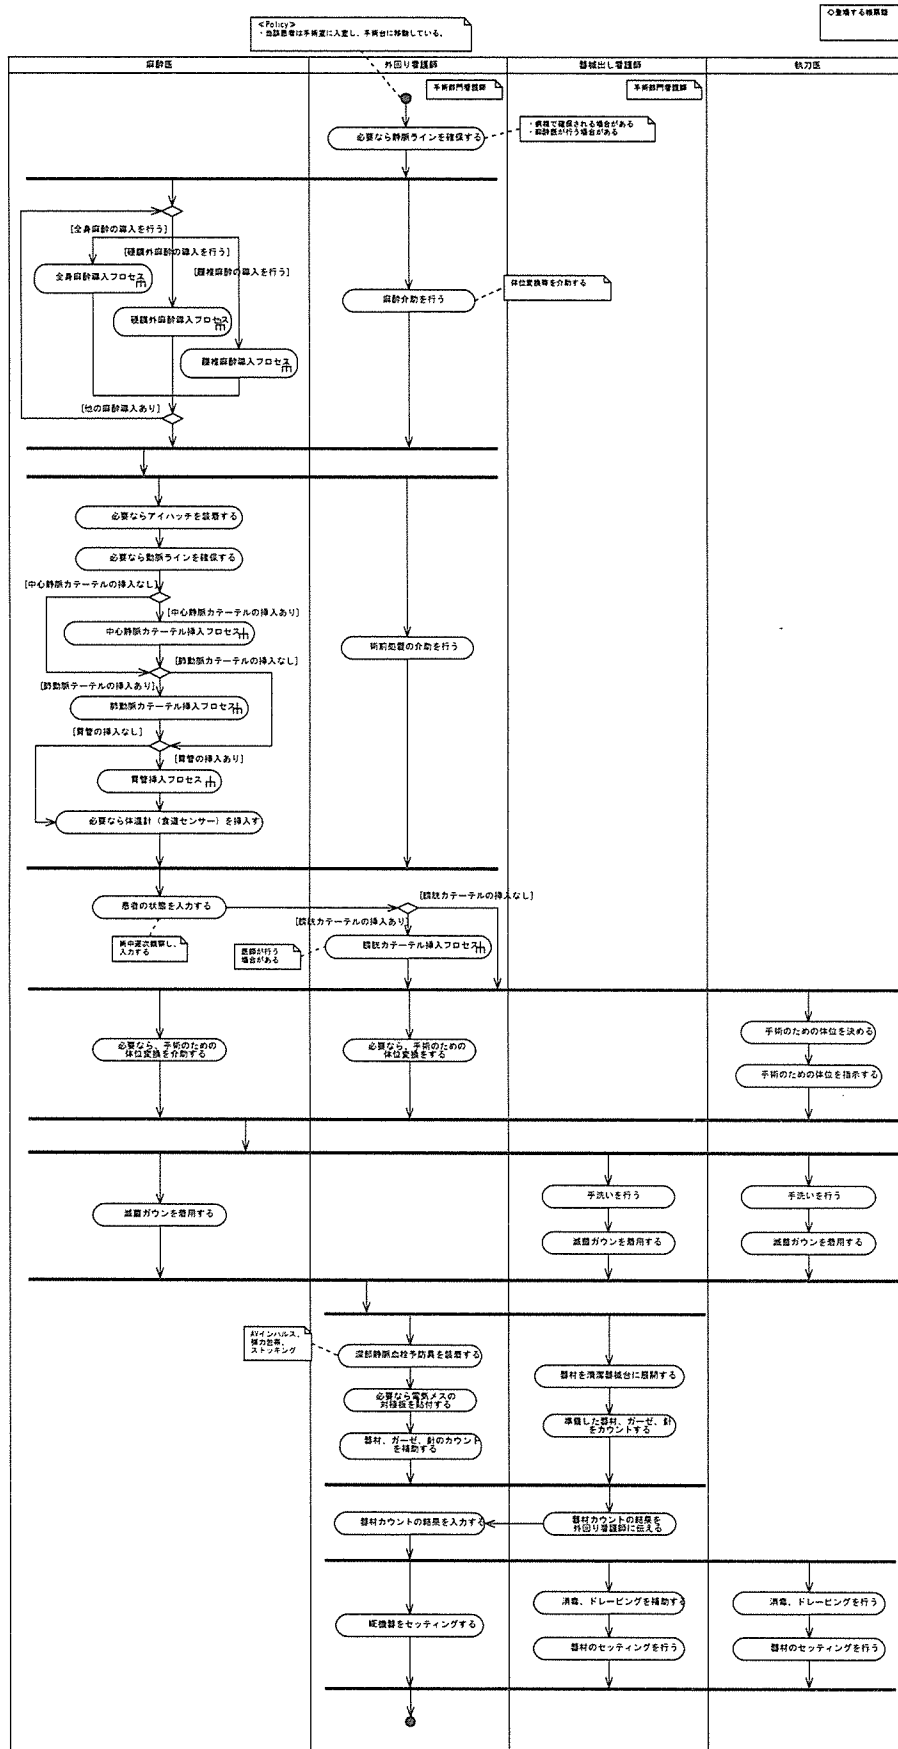 ≪Policy≫
・当該患者は手術室に入室し、手術台に移動している。
◇登場する帳票類
麻酔医
外回り看護師
器械出し看護師
執刀医
手術部門看護師
手術部門看護師
必要なら静脈ラインを確保する
・病棟で確保される場合がある
・麻酔医が行う場合がある
[全身麻酔の導入を行う]
[硬膜外麻酔の導入を行う]
[腰椎麻酔の導入を行う]
全身麻酔導入プロセス
硬膜外麻酔導入プロセス
腰椎麻酔導入プロセス
[他の麻酔導入あり]
麻酔介助を行う
体位変換等を介助する
必要ならアイパッチを装着する
必要なら動脈ラインを確保する
[中心静脈カテーテルの挿入なし]
[中心静脈カテーテルの挿入あり]
中心静脈カテーテル挿入プロセス
術前処置の介助を行う
[肺動脈カテーテルの挿入なし]
[肺動脈テーテルの挿入あり]
肺動脈カテーテル挿入プロセス
[胃管の挿入なし]
[胃管の挿入あり]
胃管挿入プロセス
必要なら体温計（食道センサー）を挿入す
患者の状態を入力する
術中逐次観察し、
入力する
[膀胱カテーテルの挿入なし]
[膀胱カテーテルの挿入あり]
膀胱カテーテル挿入プロセス
医師が行う
場合がある
必要なら、手術のための
体位変換を介助する
必要なら、手術のための
体位変換をする
手術のための体位を決める
手術のための体位を指示する
滅菌ガウンを着用する
手洗いを行う
滅菌ガウンを着用する
手洗いを行う
滅菌ガウンを着用する
AVインパルス、
弾力包帯、
ストッキング
深部静脈血栓予防具を装着する
必要なら電気メスの
対極板を貼付する
器材、ガーゼ、針のカウント
を補助する
器材を清潔器械台に展開する
準備した器材、ガーゼ、針
をカウントする
器材カウントの結果を入力する
器材カウントの結果を
外回り看護師に伝える
ME機器をセッティングする
消毒、ドレーピングを補助する
器材のセッティングを行う
消毒、ドレーピングを行う
器材のセッティングを行う